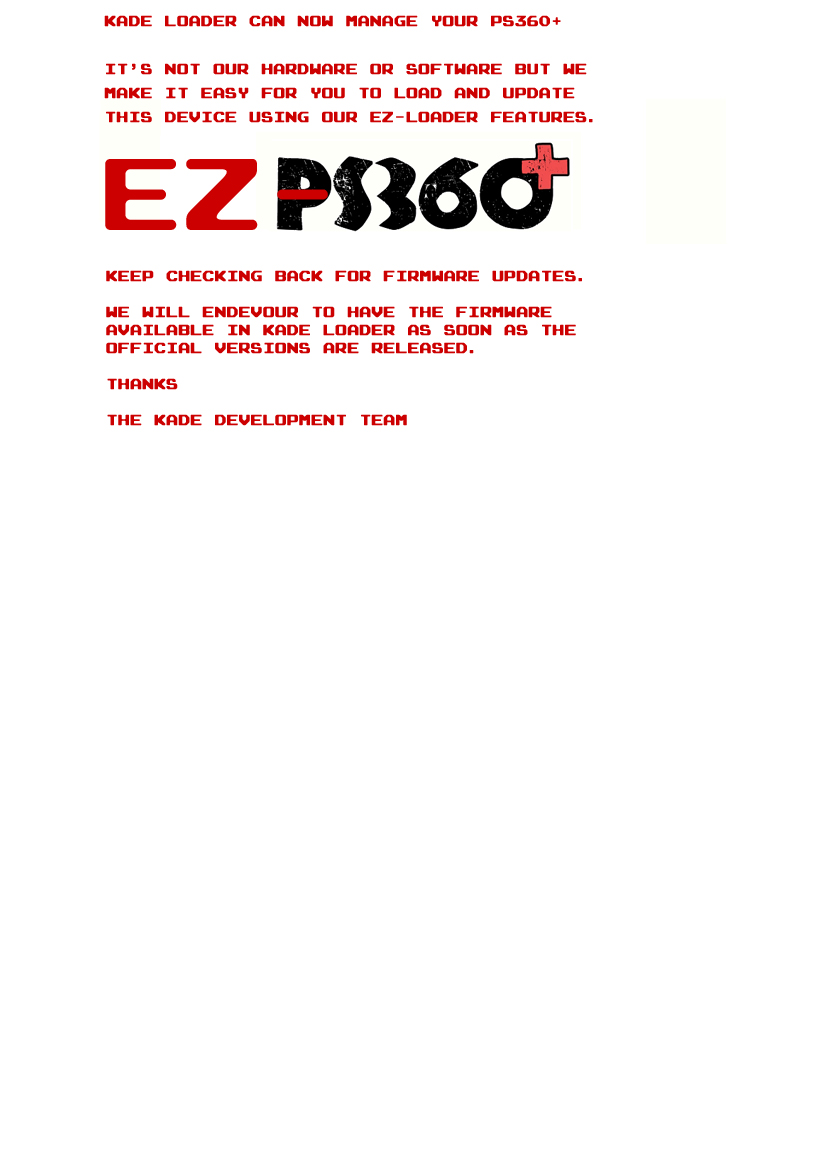 KADE LOADER CAN NOW MANAGE YOUR PS360+
IT'S NOT OUR HARDWARE OR SOFTWARE BUT WE
MAKE IT EASY FOR YOU TO LOAD AND UPDATE
THIS DEVICE USING OUR EZ-LOADER FEATURES.
EZ PS360+
KEEP CHECKING BACK FOR FIRMWARE UPDATES.
WE WILL ENDEVOUR TO HAVE THE FIRMWARE
AVAILABLE IN KADE LOADER AS SOON AS THE
OFFICIAL VERSIONS ARE RELEASED.
THANKS
THE KADE DEVELOPMENT TEAM